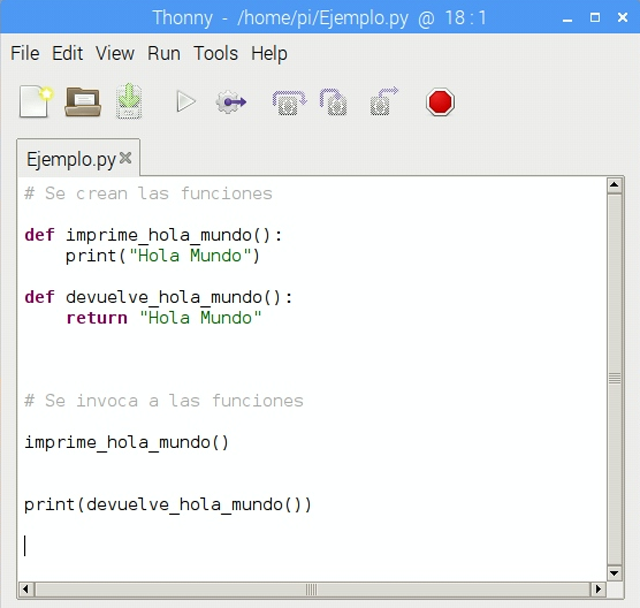 Thonny - /home/pi/Ejemplo.py @ 18 : 1
File Edit View Run Tools Help
Ejemplo.py
# Se crean las funciones
def imprime_hola_mundo():
    print("Hola Mundo")
def devuelve_hola_mundo():
    return "Hola Mundo"
# Se invoca a las funciones
imprime_hola_mundo()
print(devuelve_hola_mundo())